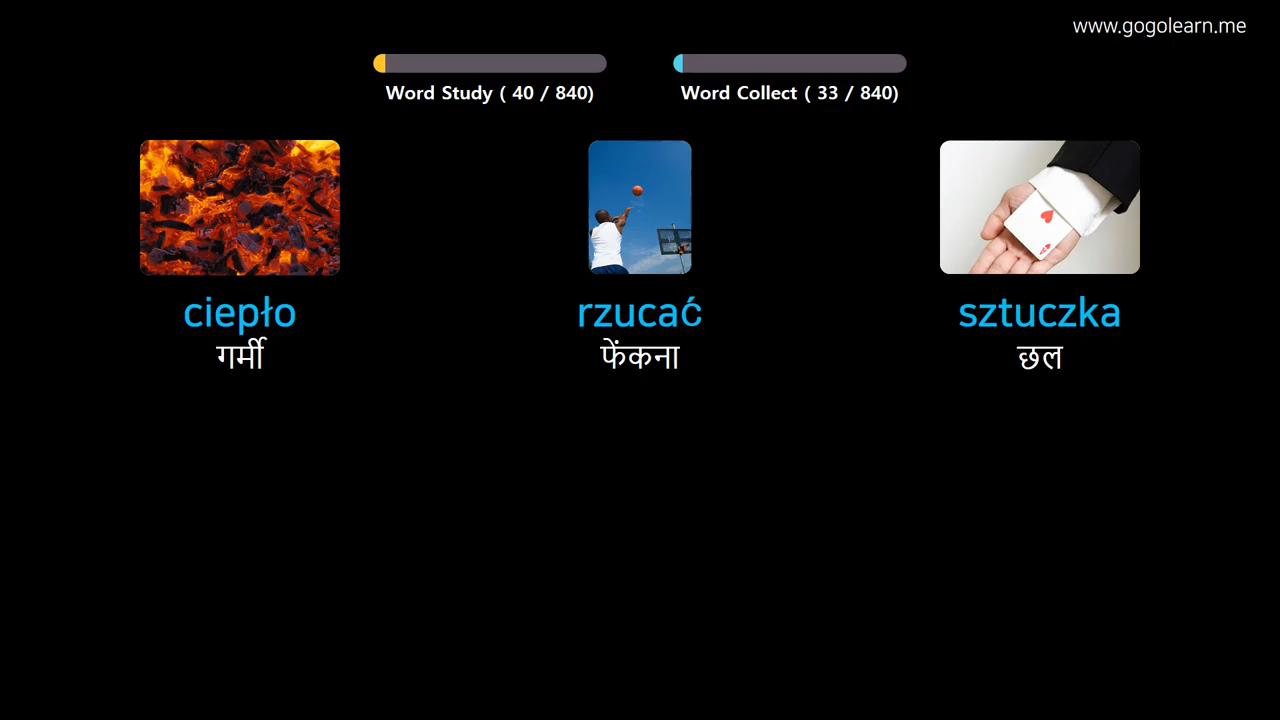 www.gogolearn.me
Word Study ( 40 / 840)
Word Collect ( 33 / 840)
ciepło
गर्मी
rzucać
फेंकना
sztuczka
छल